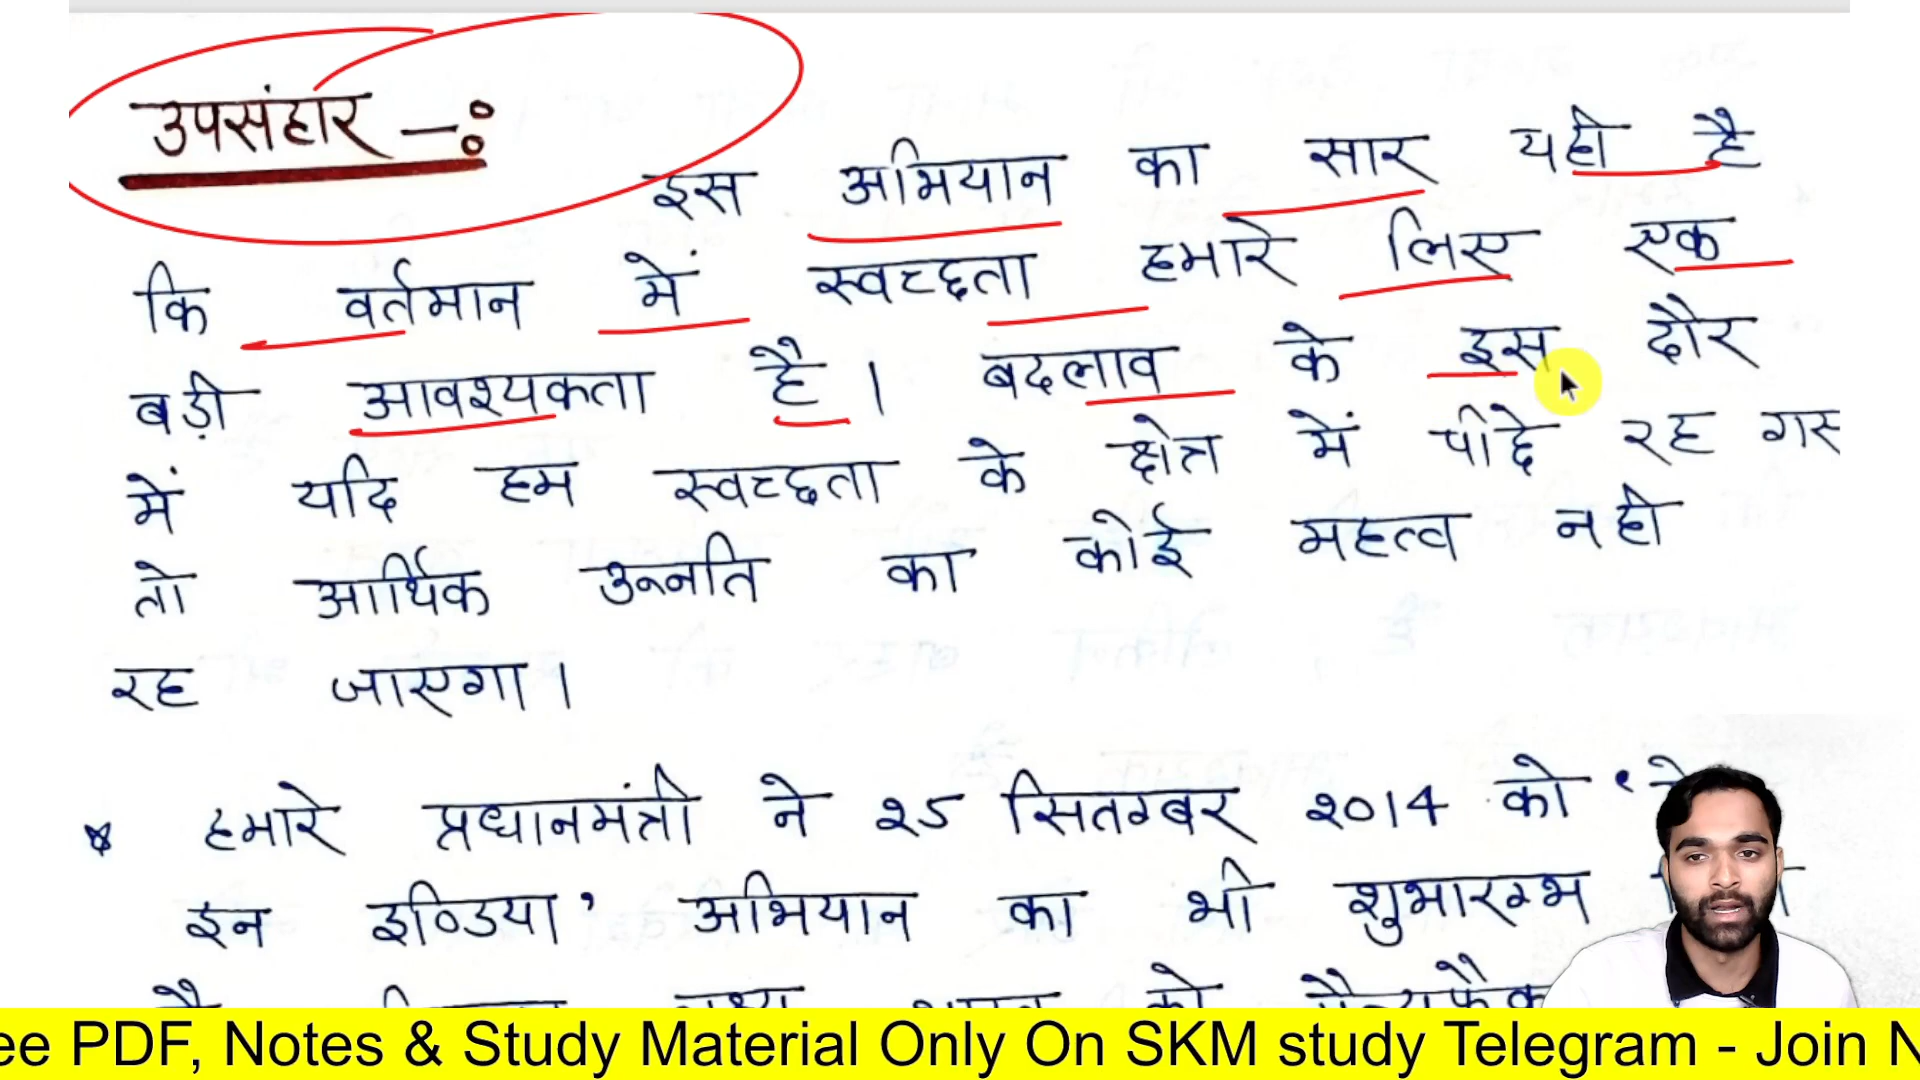 उपसंहार -:
इस अभियान का सार यही है
कि वर्तमान में स्वच्छता हमारे लिए एक
बड़ी आवश्यकता है। बदलाव के इस दौर
में यदि हम स्वच्छता के क्षेत्र में पीछे रह गए
तो आर्थिक उन्नति का कोई महत्व नही
रह जाएगा।
हमारे प्रधानमंत्री ने २5 सितम्बर २014 को '
इन इण्डिया' अभियान का भी शुभारम्भ
को
ee PDF, Notes & Study Material Only On SKM study Telegram - Join N